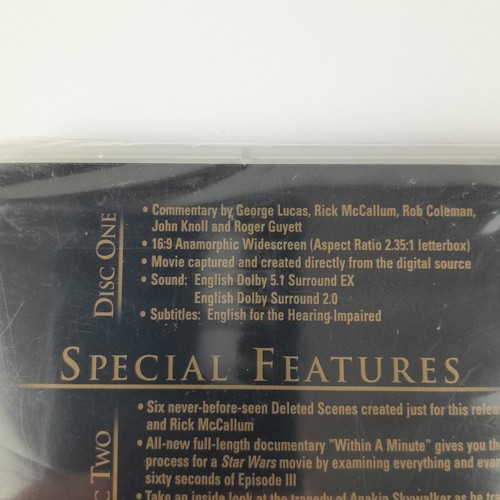 DISC ONE
• Commentary by George Lucas, Rick McCallum, Rob Coleman,
John Knoll and Roger Guyett
• 16:9 Anamorphic Widescreen (Aspect Ratio 2.35:1 letterbox)
• Movie captured and created directly from the digital source
• Sound: English Dolby 5.1 Surround EX
English Dolby Surround 2.0
• Subtitles: English for the Hearing Impaired
SPECIAL FEATURES
TWO
• Six never-before-seen Deleted Scenes created just for this
and Rick McCallum
• All-new full-length documentary "Within A Minute" gives you
process for a Star Wars movie by examining everything and
sixty seconds of Episode III
• Take an inside look at the tragedy of Anakin Skywalker as he